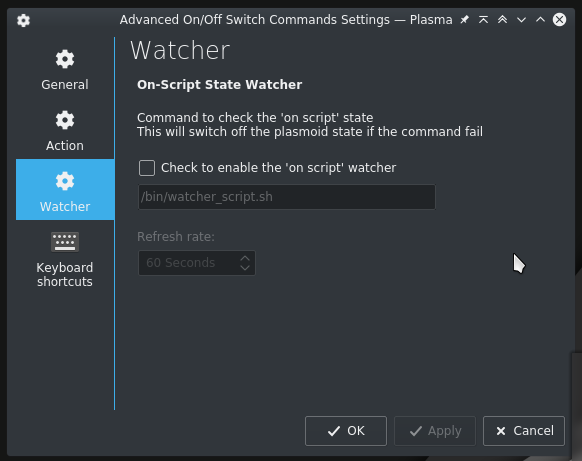 Advanced On/Off Switch Commands Settings — Plasma
General
Action
Watcher
Keyboard
shortcuts
Watcher
On-Script State Watcher
Command to check the 'on script' state
This will switch off the plasmoid state if the command fail
Check to enable the 'on script' watcher
/bin/watcher_script.sh
Refresh rate:
60 Seconds
OK
Apply
Cancel